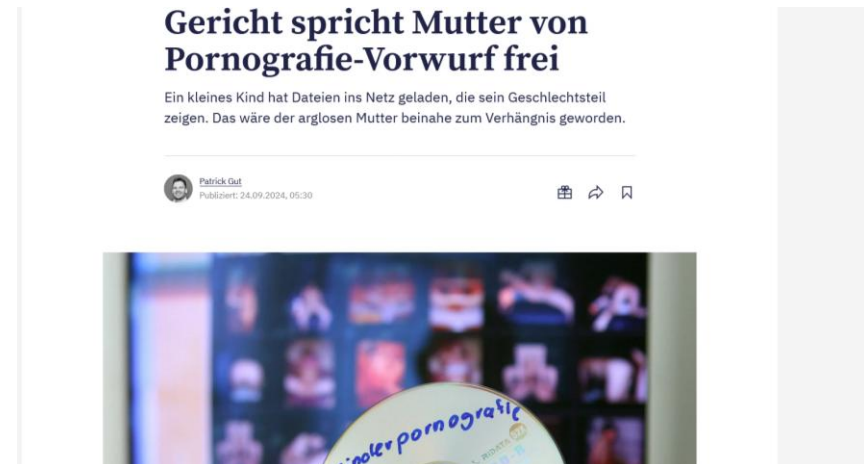 Gericht spricht Mutter von
Pornografie-Vorwurf frei
Ein kleines Kind hat Dateien ins Netz geladen, die sein Geschlechtsteil
zeigen. Das wäre der arglosen Mutter beinahe zum Verhängnis geworden.
Patrick Gut
Publiziert: 24.09.2024, 05:30
pornografie